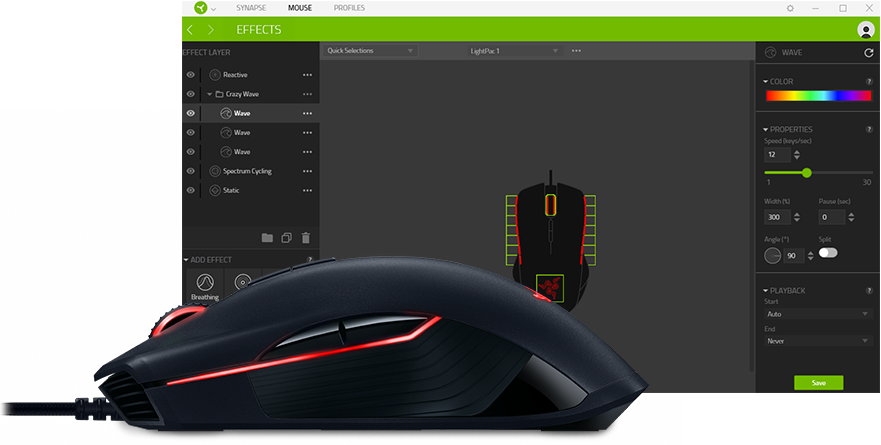 SYNAPSE MOUSE PROFILES
EFFECTS
EFFECT LAYER
Quick Selections
LightPac 1
WAVE
Reactive
Crazy Wave
Wave
Wave
Wave
Spectrum Cycling
Static
ADD EFFECT
Breathing
COLOR
PROPERTIES
Speed (keys/sec)
12
1 30
Width (%) Pause (sec)
300 0
Angle (°) Split
90
PLAYBACK
Start
Auto
End
Never
Save